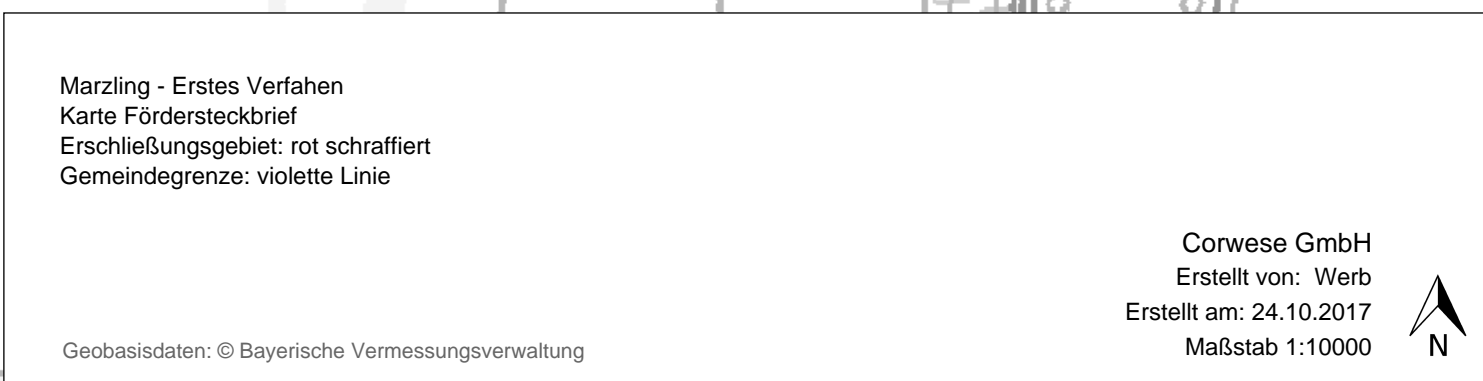 Marzling - Erstes Verfahen
Karte Fördersteckbrief
Erschließungsgebiet: rot schraffiert
Gemeindegrenze: violette Linie
Corwese GmbH
Erstellt von: Werb
Erstellt am: 24.10.2017
Maßstab 1:10000
N
Geobasisdaten: © Bayerische Vermessungsverwaltung